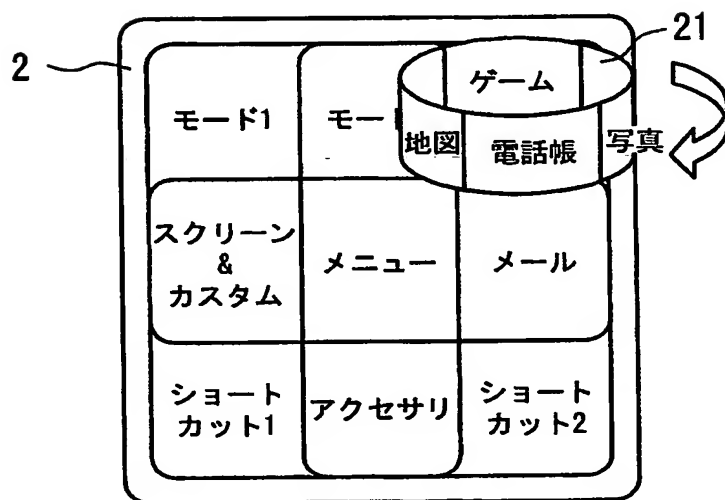 2
21
モード1
モー
ゲーム
地図
電話帳
写真
スクリーン
&
カスタム
メニュー
メール
ショート
カット1
アクセサリ
ショート
カット2